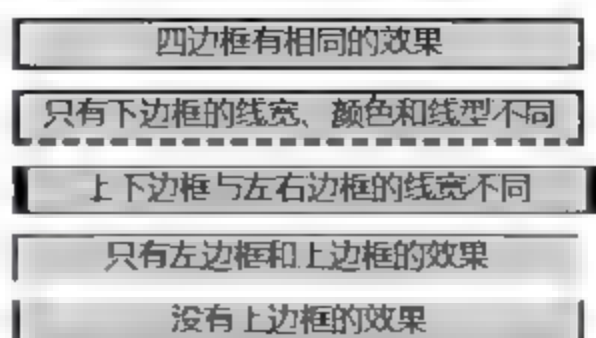 四边框有相同的效果
只有下边框的线宽、颜色和线型不同
上下边框与左右边框的线宽不同
只有左边框和上边框的效果
没有上边框的效果